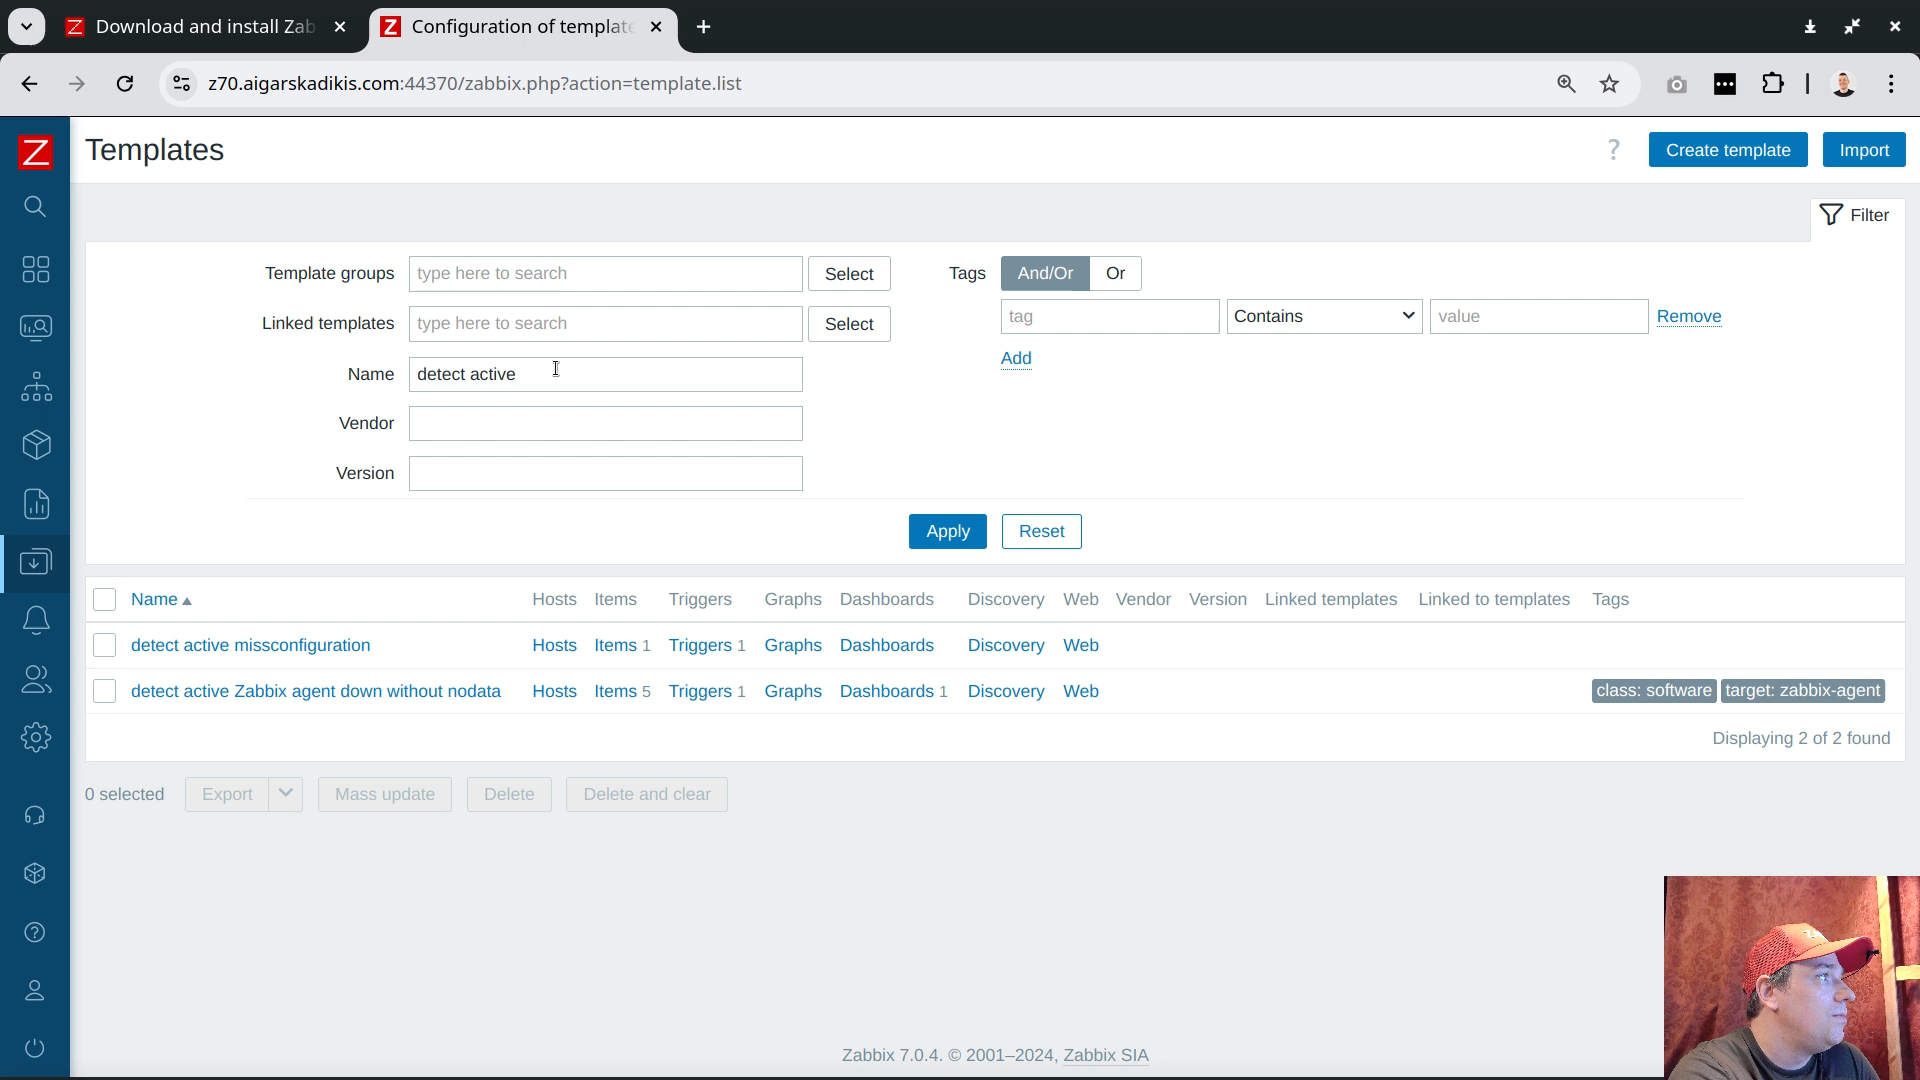 Download and install Zab
Configuration of template
z70.aigarskadikis.com:44370/zabbix.php?action=template.list
Z
Templates
?
Create template
Import
Filter
Template groups
type here to search
Select
Tags
And/Or
Or
Linked templates
type here to search
Select
tag
Contains
value
Remove
Add
Name
detect active
Vendor
Version
Apply
Reset
Name Hosts Items Triggers Graphs Dashboards Discovery Web Vendor Version Linked templates Linked to templates Tags
detect active missconfiguration Hosts Items 1 Triggers 1 Graphs Dashboards Discovery Web
detect active Zabbix agent down without nodata Hosts Items 5 Triggers 1 Graphs Dashboards 1 Discovery Web class: software target: zabbix-agent
Displaying 2 of 2 found
0 selected Export Mass update Delete Delete and clear
Zabbix 7.0.4. © 2001–2024, Zabbix SIA